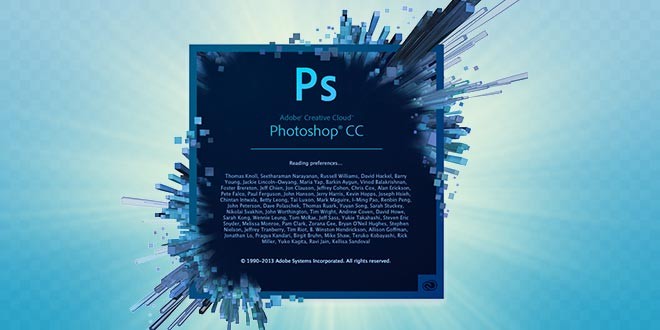 Ps
Adobe® Creative Cloud™
Photoshop® CC
Reading preferences...
Thomas Knoll, Seetharaman Narayanan, Russell Williams, David Hackel, Barry
Young, Jackie Lincoln-Owyang, Maria Yap, Barkin Aygun, Vinod Balakrishnan,
Foster Brereton, Jeff Chien, Jon Clauson, Jeffrey Cohen, Chris Cox, Alan Erickson,
Pete Falco, Paul Ferguson, John Hanson, Jerry Harris, Kevin Hopps, Joseph Hsieh,
Chintan Intwala, Betty Leong, Tai Luxon, Mark Maguire, I-Ming Pao, Renbin Peng,
John Peterson, Dave Polaschek, Thomas Ruark, Yuyan Song, Sarah Stuckey,
Nikolai Svakhin, John Worthington, Tim Wright, Andrew Coven, David Howe,
Sarah Kong, Wennie Leung, Tom McRae, Jeff Sass, Yukie Takahashi, Steven Eric
Snyder, Melissa Monroe, Pam Clark, Zorana Gee, Bryan O'Neil Hughes, Stephen
Nielson, Jeffrey Tranberry, Tim Riot, B. Winston Hendrickson, Allison Goffman,
Jonathan Lo, Pragya Kandari, Birgit Bruhn, Mike Shaw, Teruko Kobayashi, Rick
Miller, Yuko Kagita, Ravi Jain, Kellisa Sandoval
© 1990-2013 Adobe Systems Incorporated. All rights reserved.